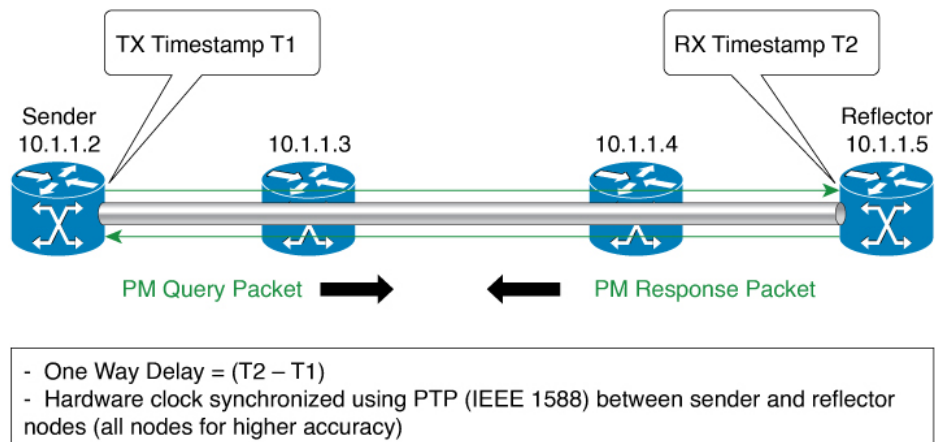 TX Timestamp T1
RX Timestamp T2
Sender
10.1.1.2
10.1.1.3
10.1.1.4
Reflector
10.1.1.5
PM Query Packet
PM Response Packet
- One Way Delay = (T2 – T1)
- Hardware clock synchronized using PTP (IEEE 1588) between sender and reflector
nodes (all nodes for higher accuracy)